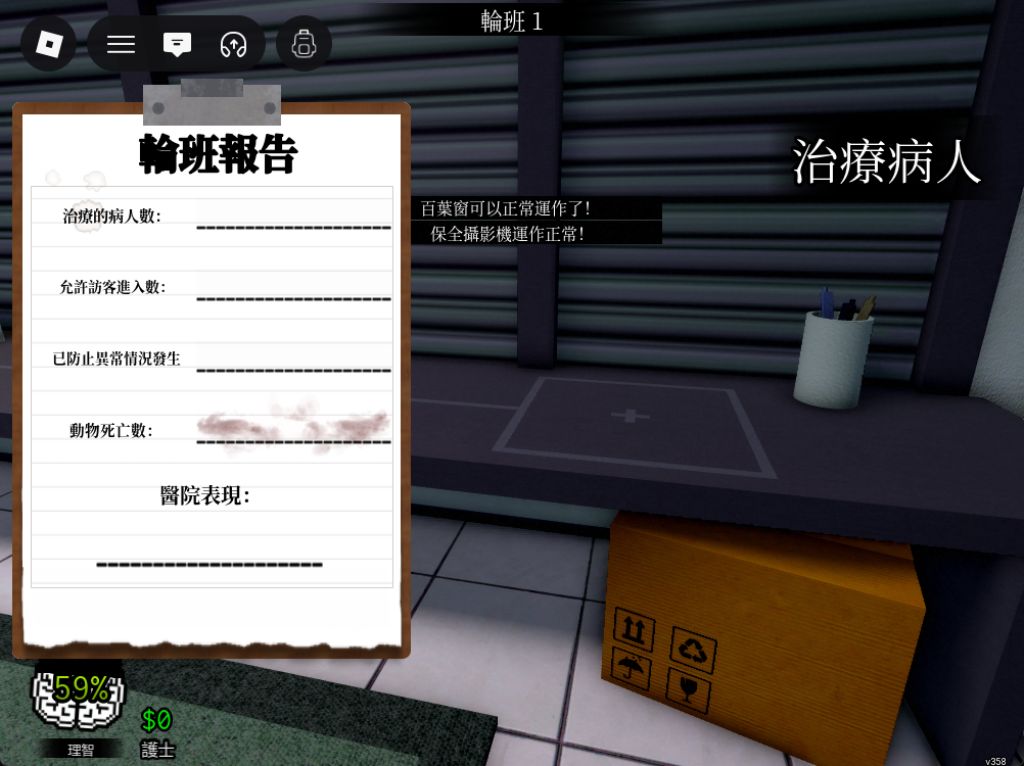 輪班 1
輪班報告
治療的病人數：
允許訪客進入數：
已防止異常情況發生
動物死亡數：
醫院表現：
治療病人
百葉窗可以正常運作了！
保全攝影機運作正常！
59%
理智
$0
護士
v358